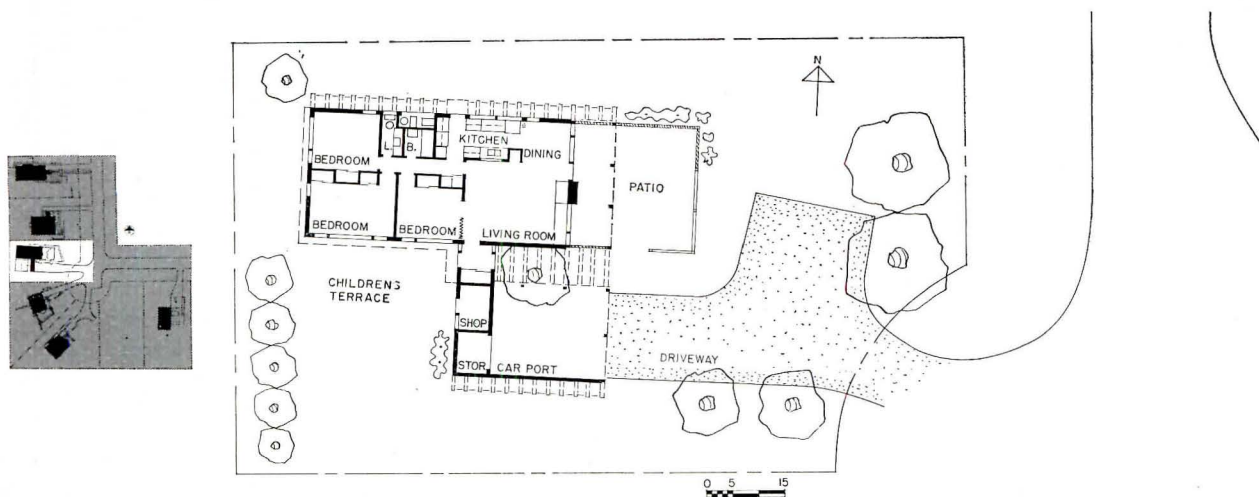 N
KITCHEN
B.
L.
DINING
BEDROOM
PATIO
BEDROOM
BEDROOM
LIVING ROOM
CHILDRENS
TERRACE
SHOP
STOR.
CAR PORT
DRIVEWAY
0 5 15